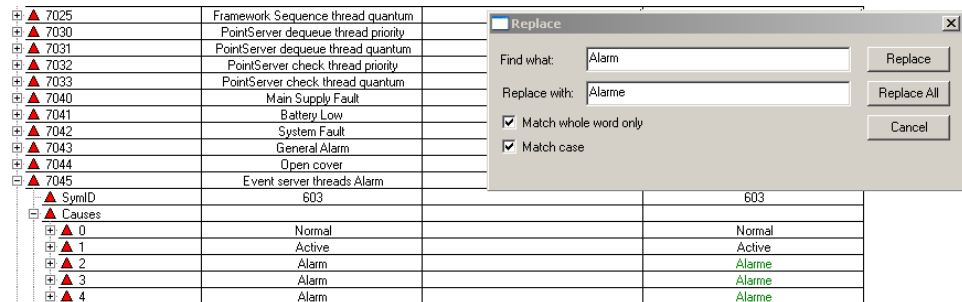 7025 Framework Sequence thread quantum
7030 PointServer dequeue thread priority
7031 PointServer dequeue thread quantum
7032 PointServer check thread priority
7033 PointServer check thread quantum
7040 Main Supply Fault
7041 Battery Low
7042 System Fault
7043 General Alarm
7044 Open cover
7045 Event server threads Alarm
SymID 603 603
Causes
0 Normal Normal
1 Active Active
2 Alarm Alarme
3 Alarm Alarme
4 Alarm Alarme
Replace
Find what: Alarm Replace
Replace with: Alarme Replace All
Match whole word only Cancel
Match case